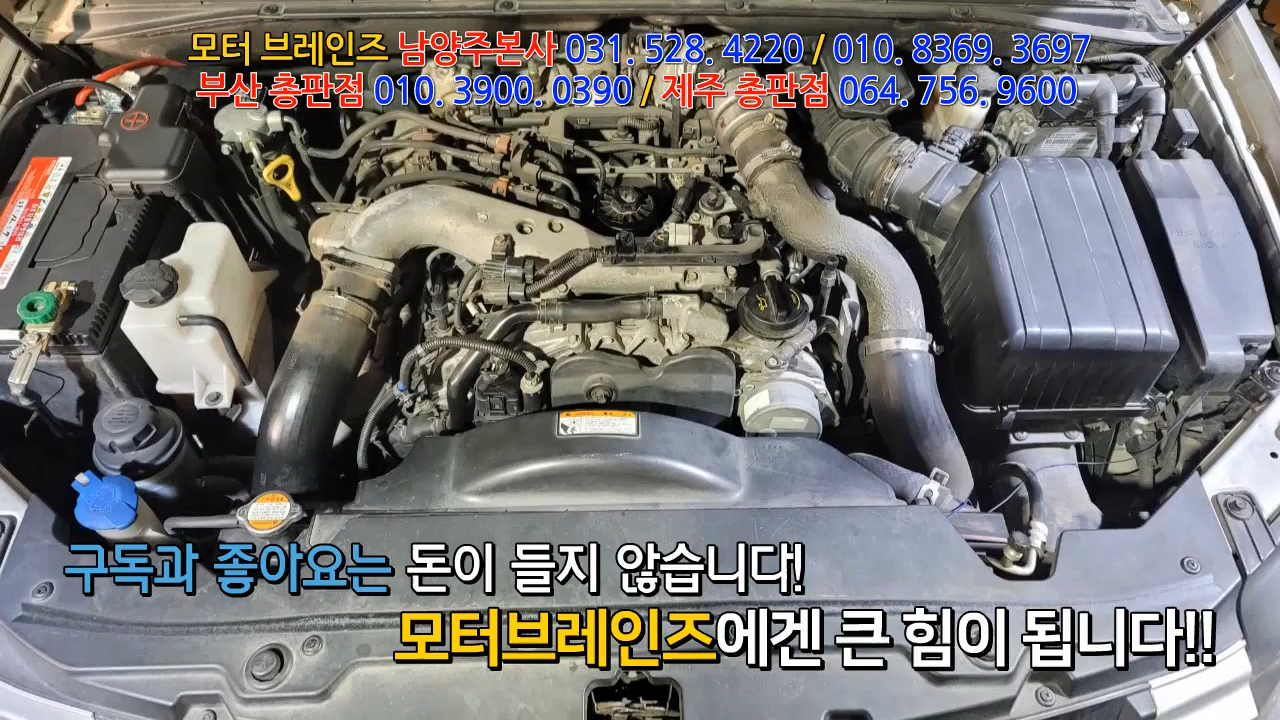 모터 브레인즈 남양주본사 031. 528. 4220 / 010. 8369. 3697
부산 총판점 010. 3900. 0390 / 제주 총판점 064. 756. 9600
구독과 좋아요는 돈이 들지 않습니다!
모터브레인즈에겐 큰 힘이 됩니다!!